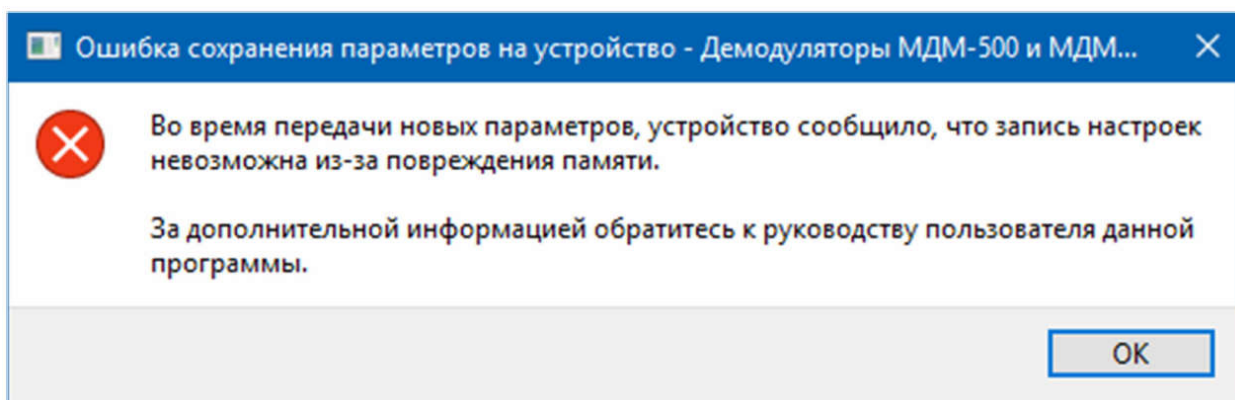 Ошибка сохранения параметров на устройство - Демодуляторы МДМ-500 и МДМ...
Во время передачи новых параметров, устройство сообщило, что запись настроек
невозможна из-за повреждения памяти.
За дополнительной информацией обратитесь к руководству пользователя данной
программы.
ОК